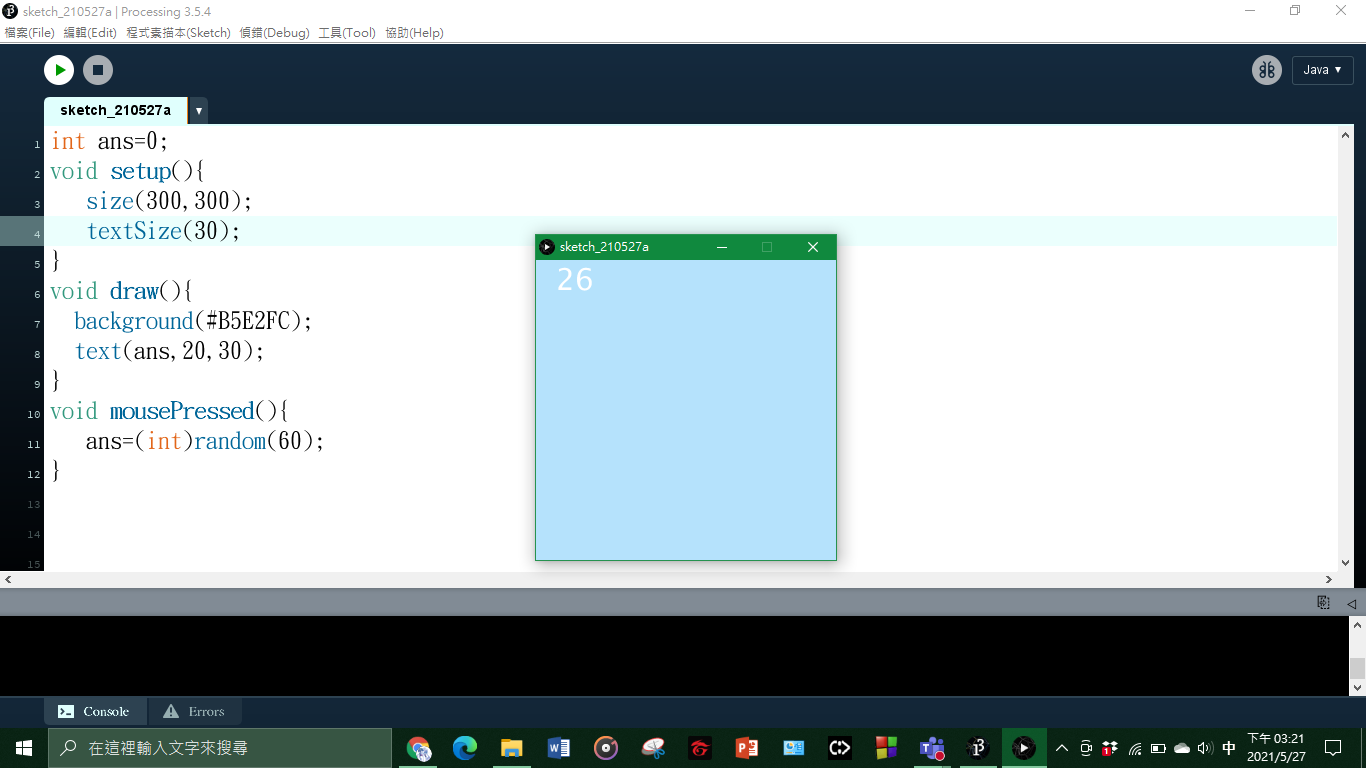 sketch_210527a | Processing 3.5.4
檔案(File) 編輯(Edit) 程式素描本(Sketch) 偵錯(Debug) 工具(Tool) 協助(Help)
Java ▼
sketch_210527a ▼
1 int ans=0;
2 void setup(){
3 size(300,300);
4 textSize(30);
5 }
6 void draw(){
7 background(#B5E2FC);
8 text(ans,20,30);
9 }
10 void mousePressed(){
11 ans=(int)random(60);
12 }
13
14
15
sketch_210527a
26
Console Errors
在這裡輸入文字來搜尋
中
下午 03:21
2021/5/27